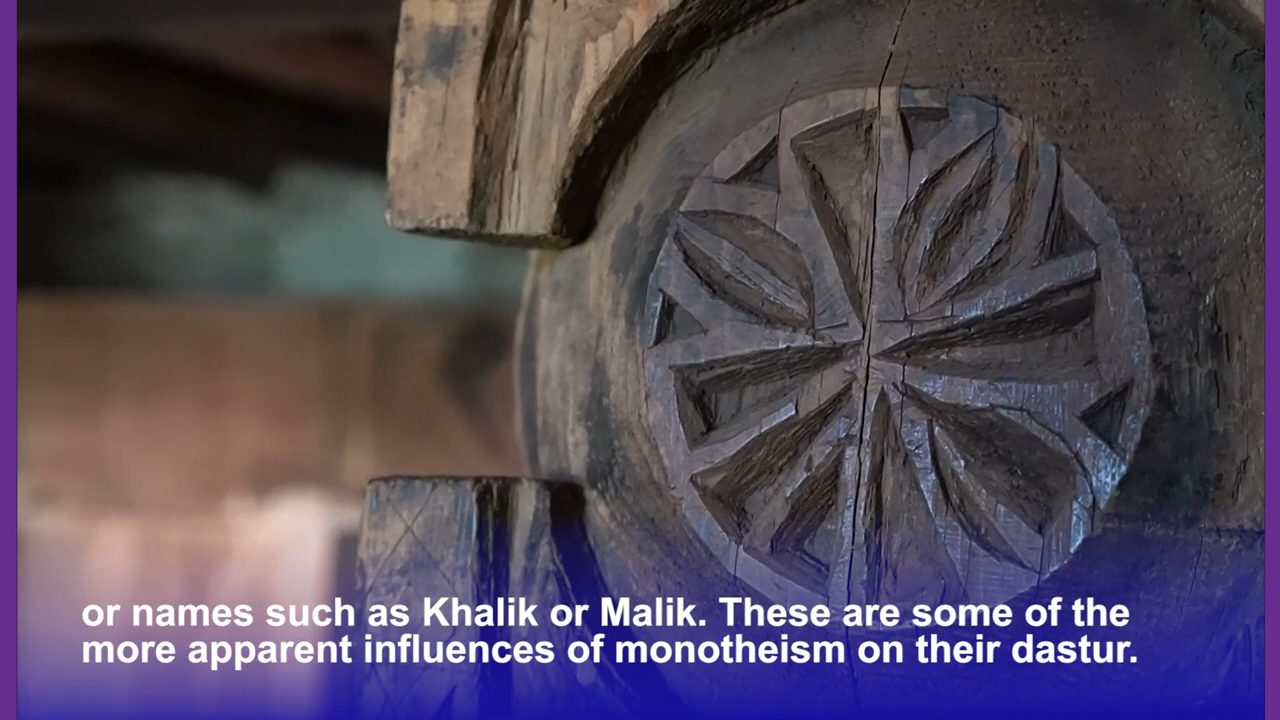 or names such as Khalik or Malik. These are some of the
more apparent influences of monotheism on their dastur.